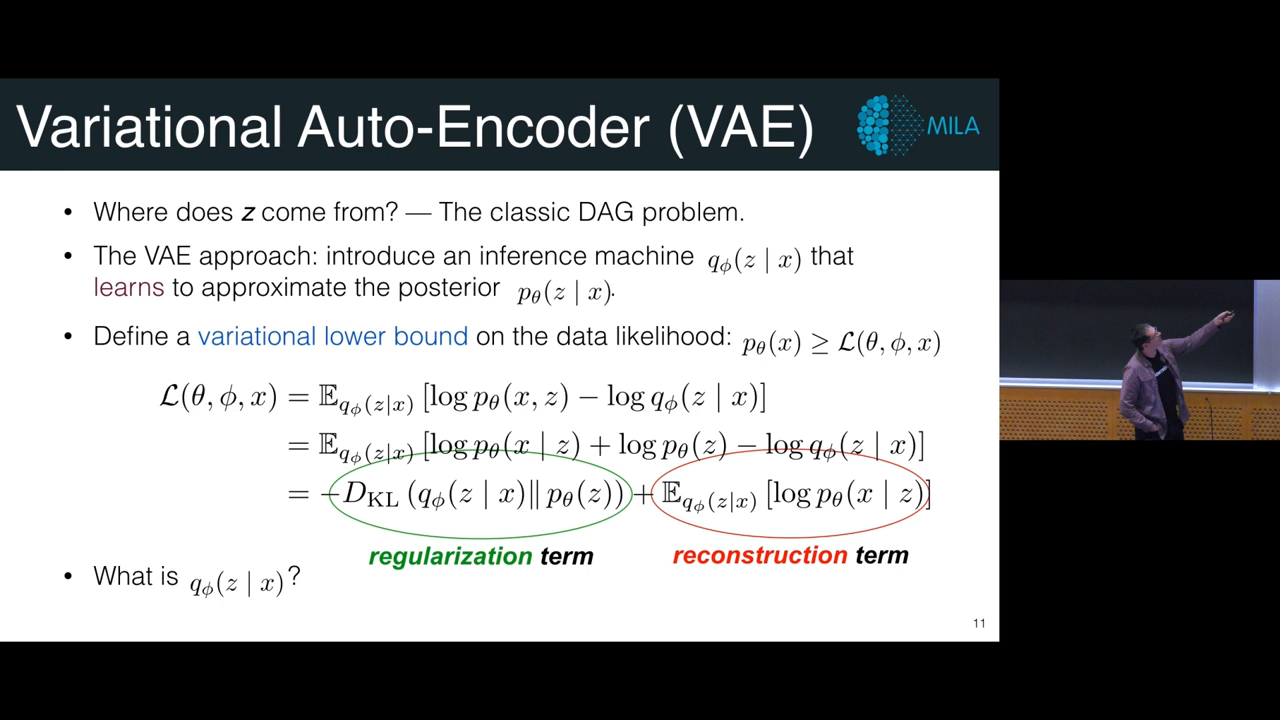 Variational Auto-Encoder (VAE)
MILA
• Where does z come from? — The classic DAG problem.
• The VAE approach: introduce an inference machine qϕ(z | x) that
learns to approximate the posterior pθ(z | x).
• Define a variational lower bound on the data likelihood: pθ(x) ≥ ℒ(θ, ϕ, x)
ℒ(θ, ϕ, x) = 𝔼qϕ(z|x) [log pθ(x, z) − log qϕ(z | x)]
= 𝔼qϕ(z|x) [log pθ(x | z) + log pθ(z) − log qϕ(z | x)]
= −DKL (qϕ(z | x)‖ pθ(z)) + 𝔼qϕ(z|x) [log pθ(x | z)]
regularization term reconstruction term
• What is qϕ(z | x)?
11